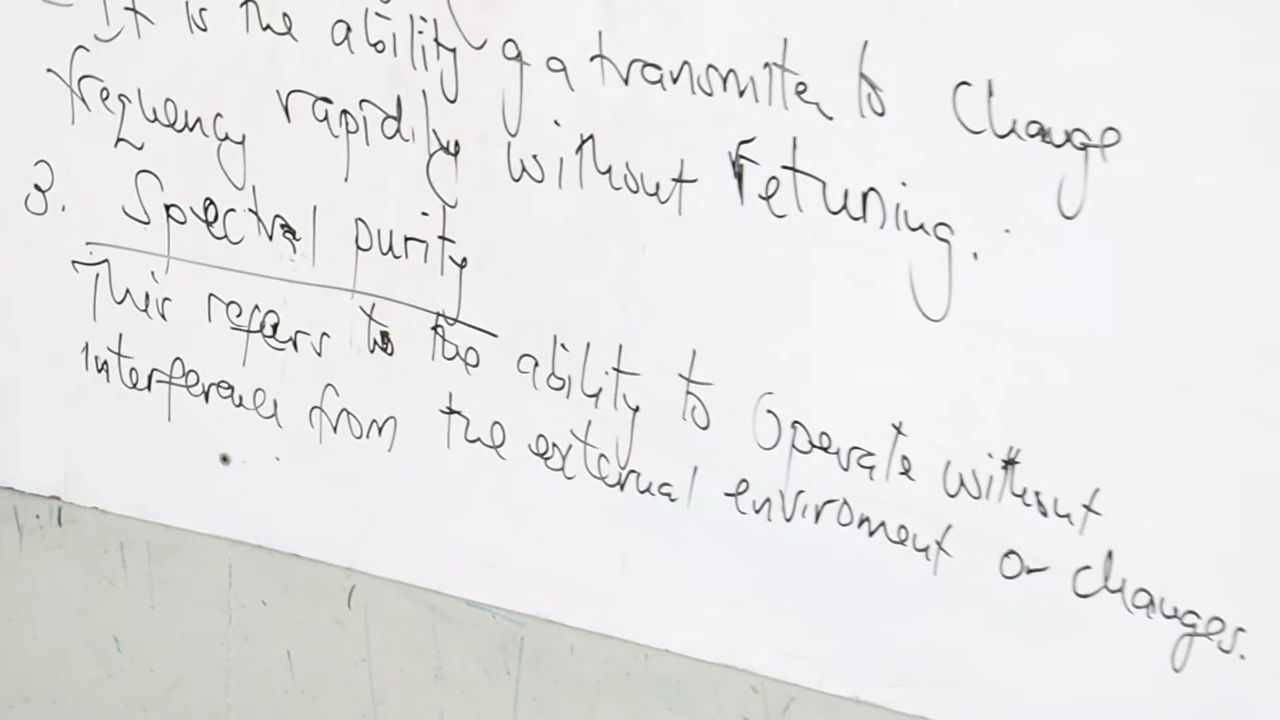 It is the ability of a transmitter to change
frequency rapidly without retuning.
3. Spectral purity
This refers to the ability to Operate without
interference from the external enviroment or changes.